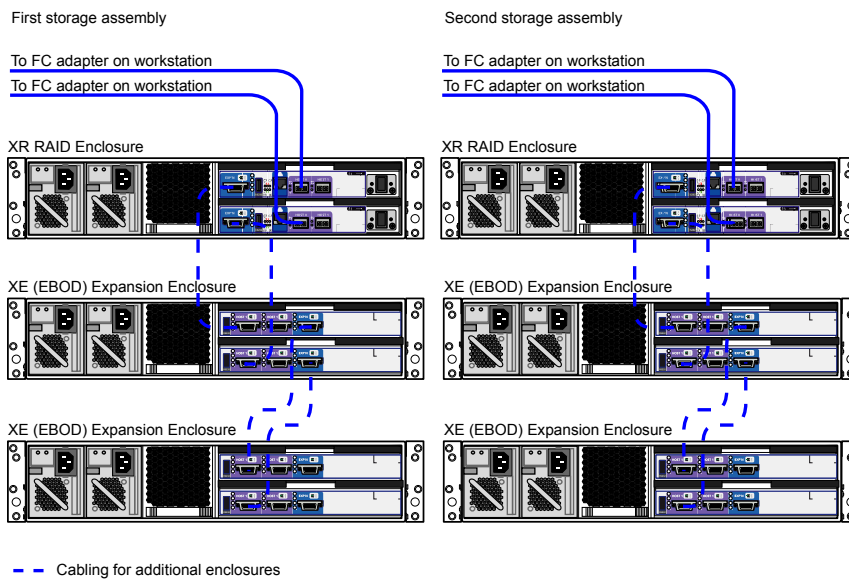 First storage assembly
Second storage assembly
To FC adapter on workstation
To FC adapter on workstation
To FC adapter on workstation
To FC adapter on workstation
XR RAID Enclosure
XR RAID Enclosure
XE (EBOD) Expansion Enclosure
XE (EBOD) Expansion Enclosure
XE (EBOD) Expansion Enclosure
XE (EBOD) Expansion Enclosure
Cabling for additional enclosures